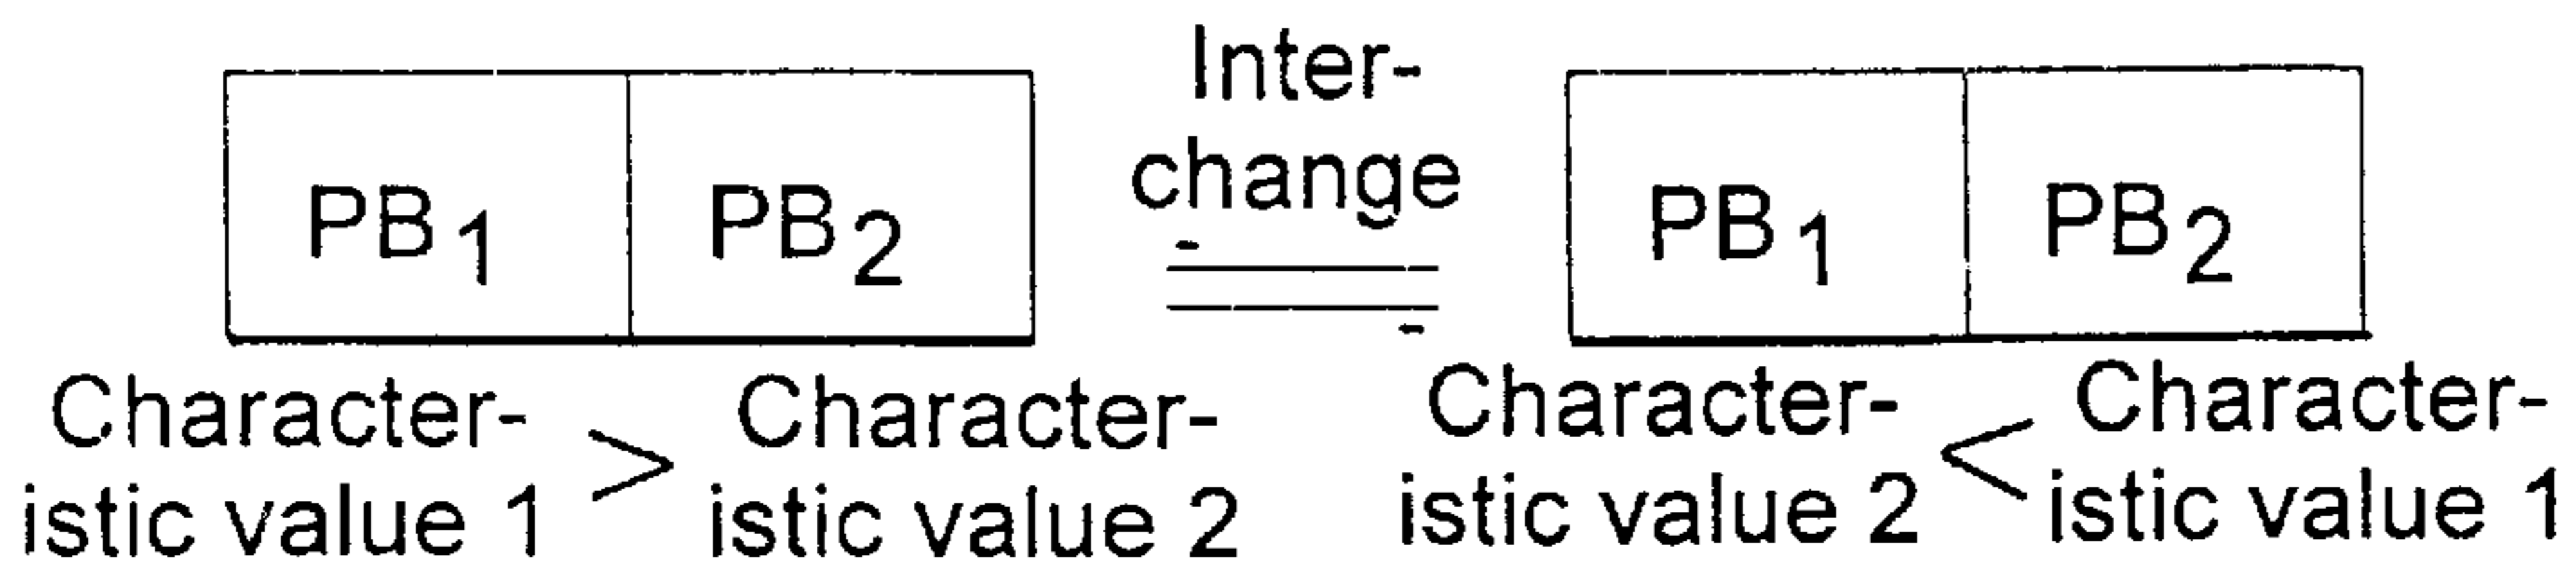 Inter-
change
PB1 PB2 PB1 PB2
Character- > Character- Character- < Character-
istic value 1 istic value 2 istic value 2 istic value 1